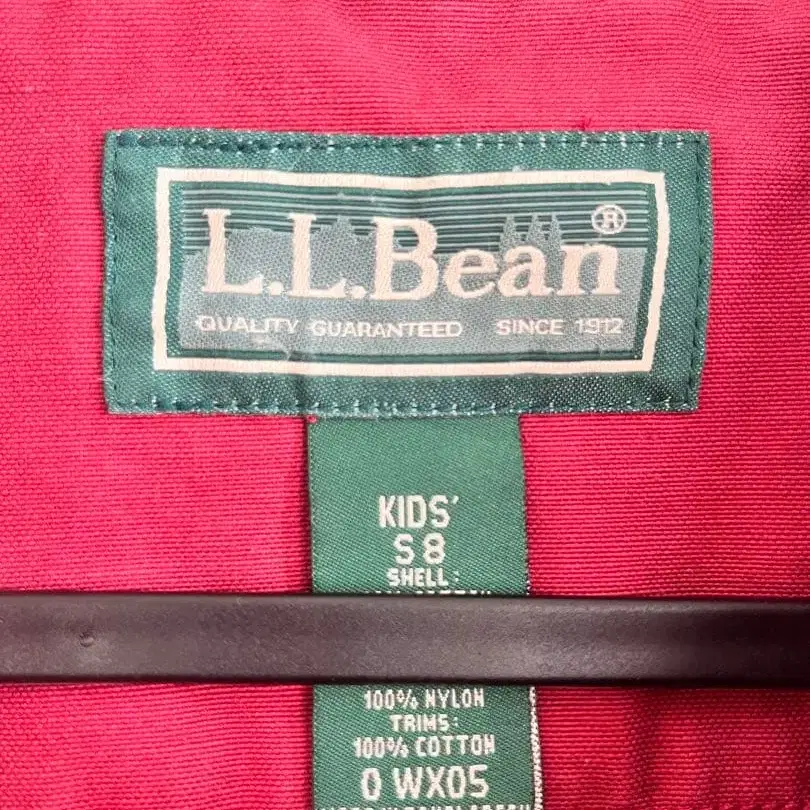 L.L.Bean®
QUALITY GUARANTEED SINCE 1912
KIDS'
S 8
SHELL:
100% NYLON
TRIMS:
100% COTTON
0 WX05